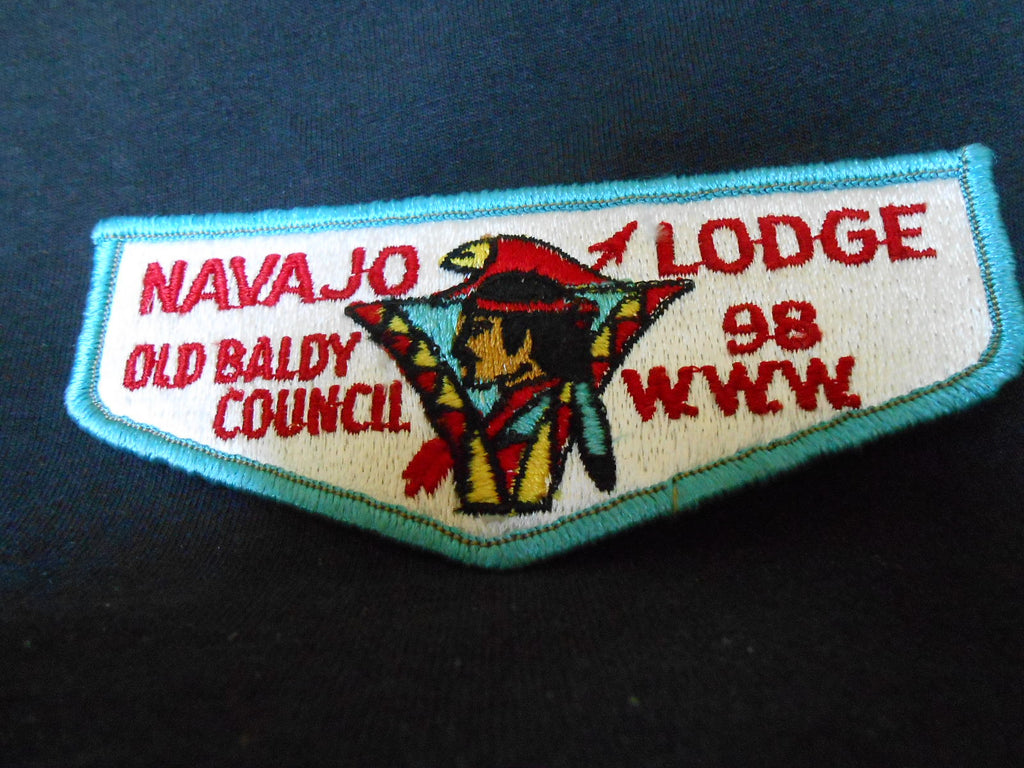 NAVAJO LODGE
OLD BALDY 98
COUNCIL W.W.W.